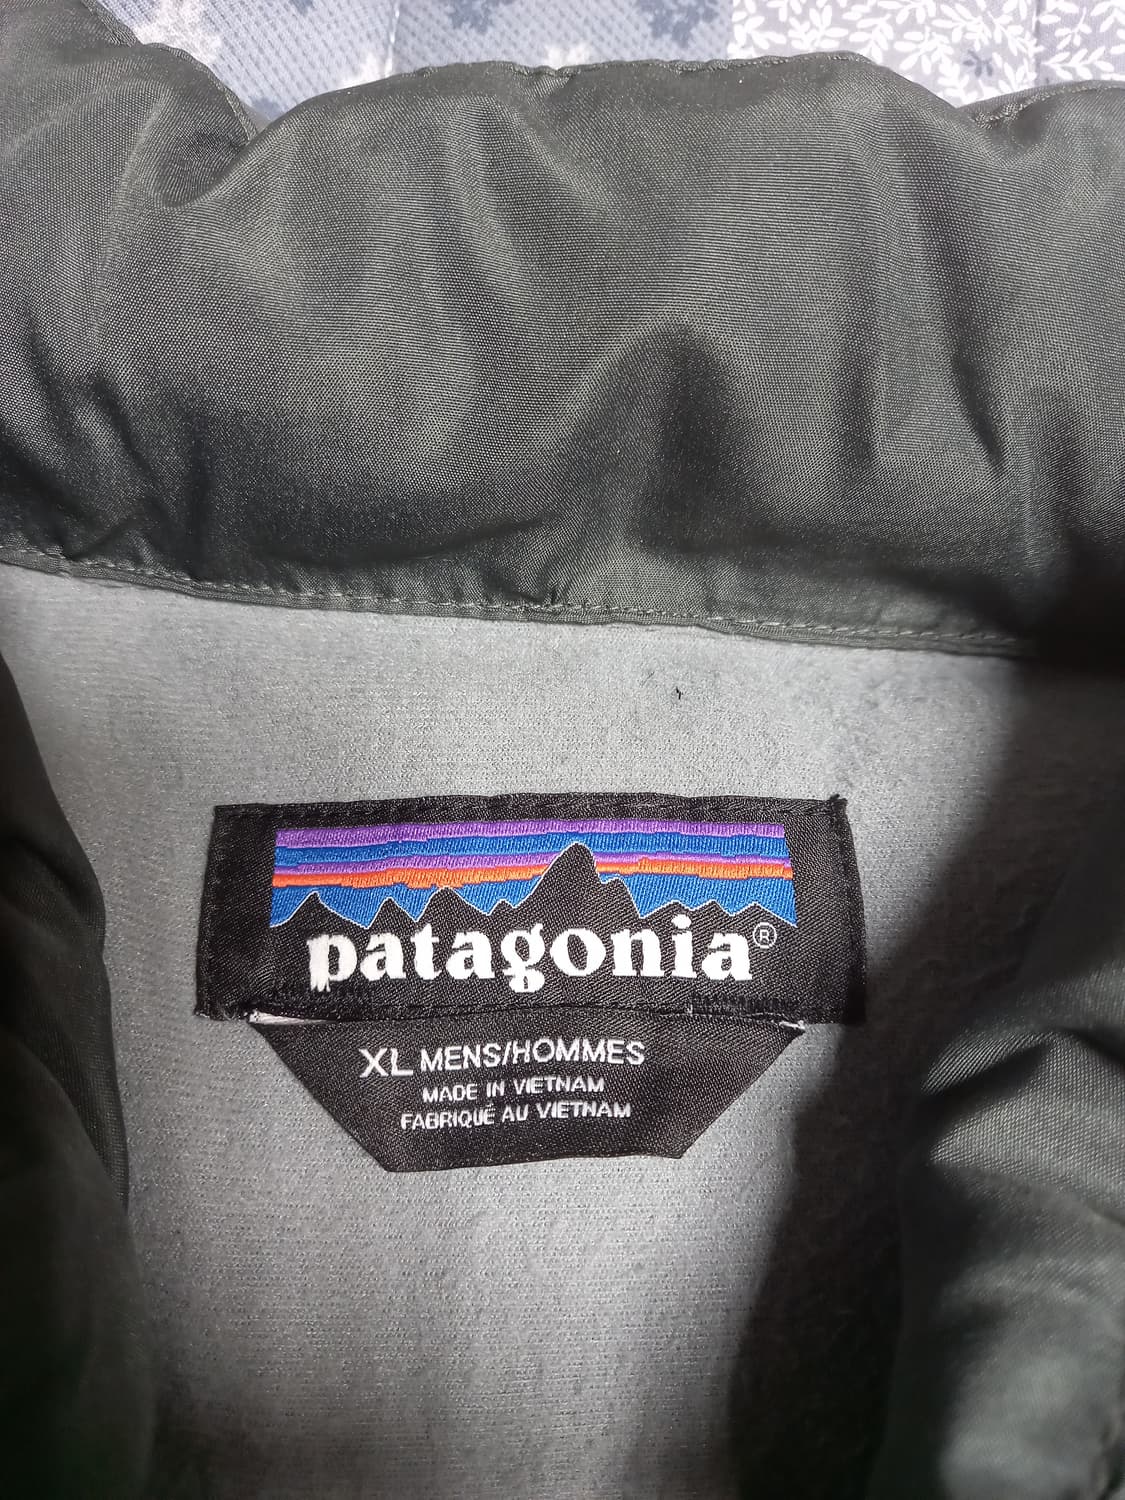 patagonia®
XL MENS/HOMMES
MADE IN VIETNAM
FABRIQUÉ AU VIETNAM